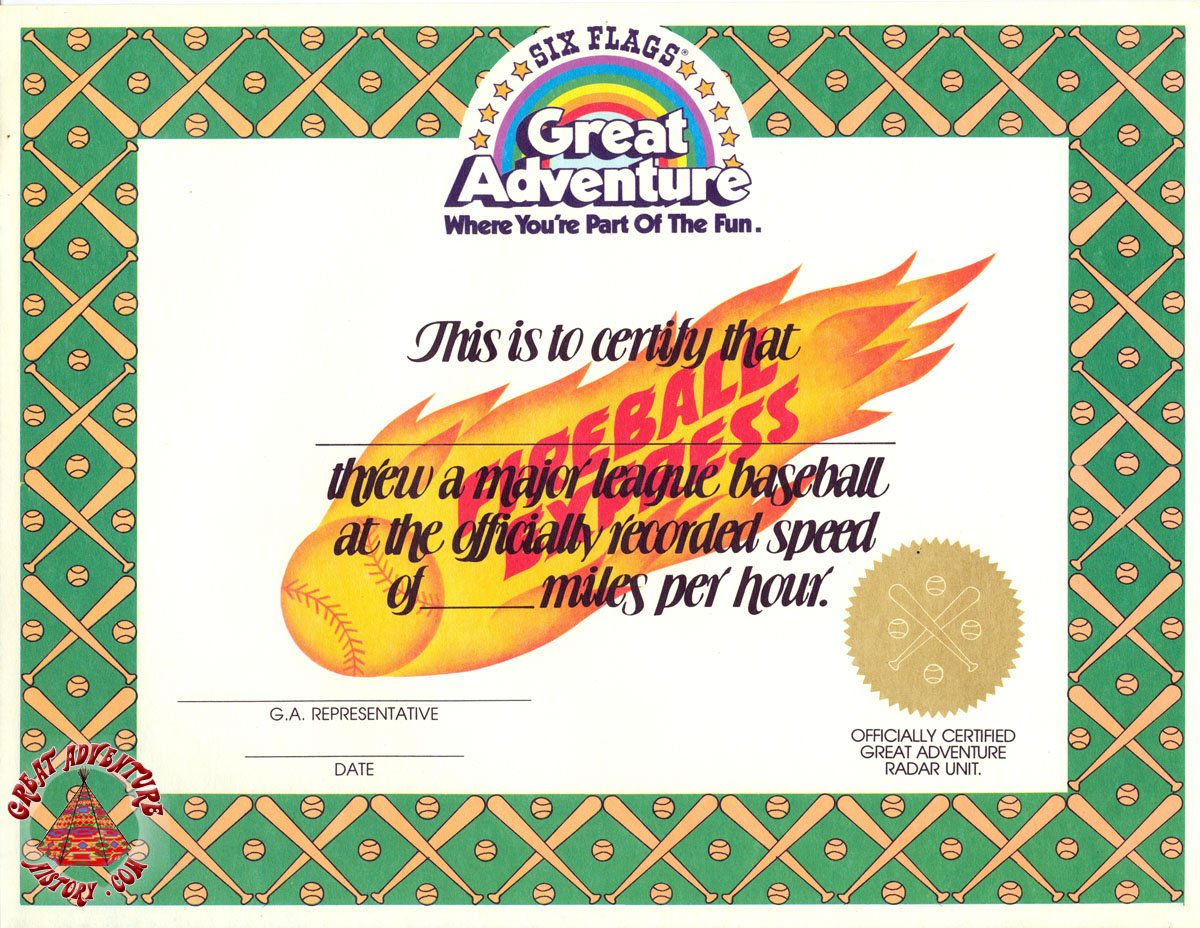 SIX FLAGS®
Great
Adventure
Where You're Part Of The Fun.
This is to certify that
FIREBALL
EXPRESS
threw a major league baseball
at the officially recorded speed
of_____miles per hour.
G.A. REPRESENTATIVE
DATE
OFFICIALLY CERTIFIED
GREAT ADVENTURE
RADAR UNIT.
GREAT ADVENTURE
HISTORY.COM